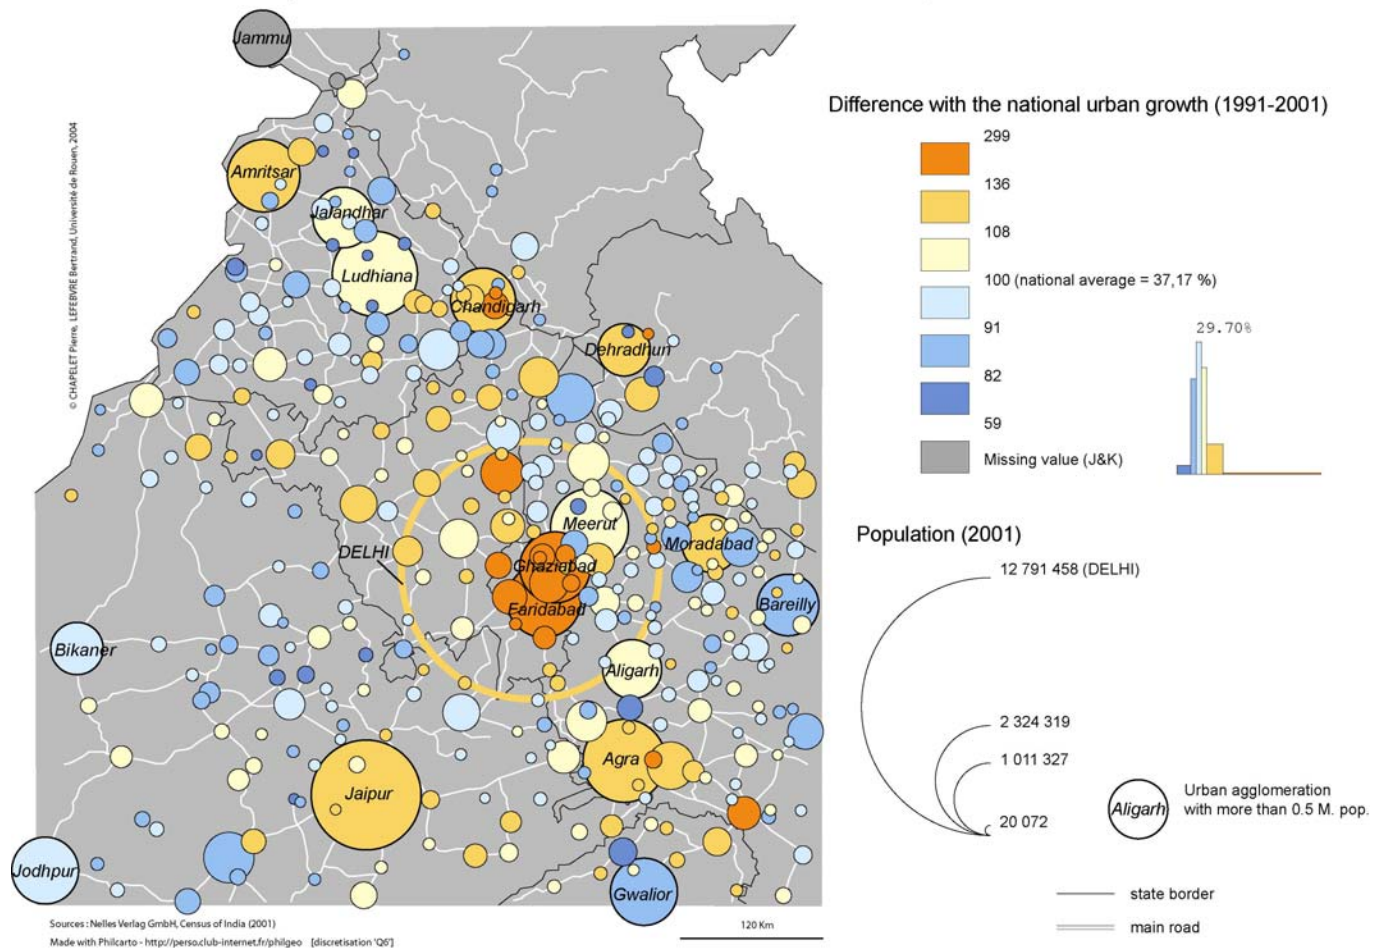 Jammu
© CHAPELET Pierre, LEFEBVRE Bertrand, Université de Rouen, 2004
Amritsar
Jalandhar
Ludhiana
Chandigarh
Dehradhun
Meerut
DELHI
Moradabad
Ghaziabad
Faridabad
Bareilly
Bikaner
Aligarh
Agra
Jaipur
Jodhpur
Gwalior
Sources : Nelles Verlag GmbH, Census of India (2001)
Made with Philcarto - http://perso.club-internet.fr/philgeo [discretisation 'Q6']
120 Km
Difference with the national urban growth (1991-2001)
299
136
108
100 (national average = 37,17 %)
91
82
59
Missing value (J&K)
29.70%
Population (2001)
12 791 458 (DELHI)
2 324 319
1 011 327
20 072
Aligarh
Urban agglomeration
with more than 0.5 M. pop.
state border
main road